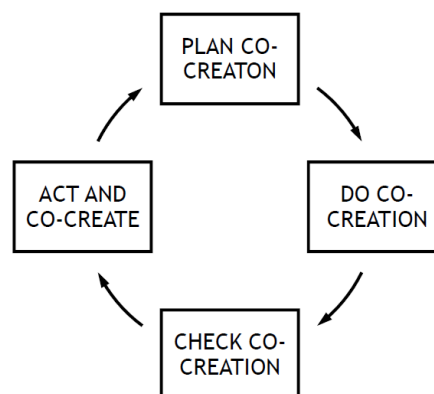 PLAN CO-
CREATON
DO CO-
CREATION
CHECK CO-
CREATION
ACT AND
CO-CREATE